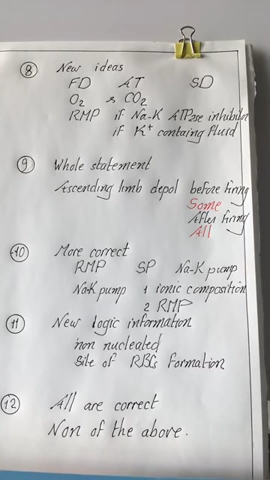 ⑧ New ideas
FD AT SD
O2 & CO2
RMP if Na-K ATPase inhibitor
if K+ containg fluid
⑨ Whole statement
Ascending limb depol before firing
Some
After firing
All
⑩ More correct
RMP SP Na-K pump
Na-K pump 1 ionic composition
2 RMP
⑪ New logic information
non nucleated
Site of RBCs formation
⑫ All are correct
Non of the above.